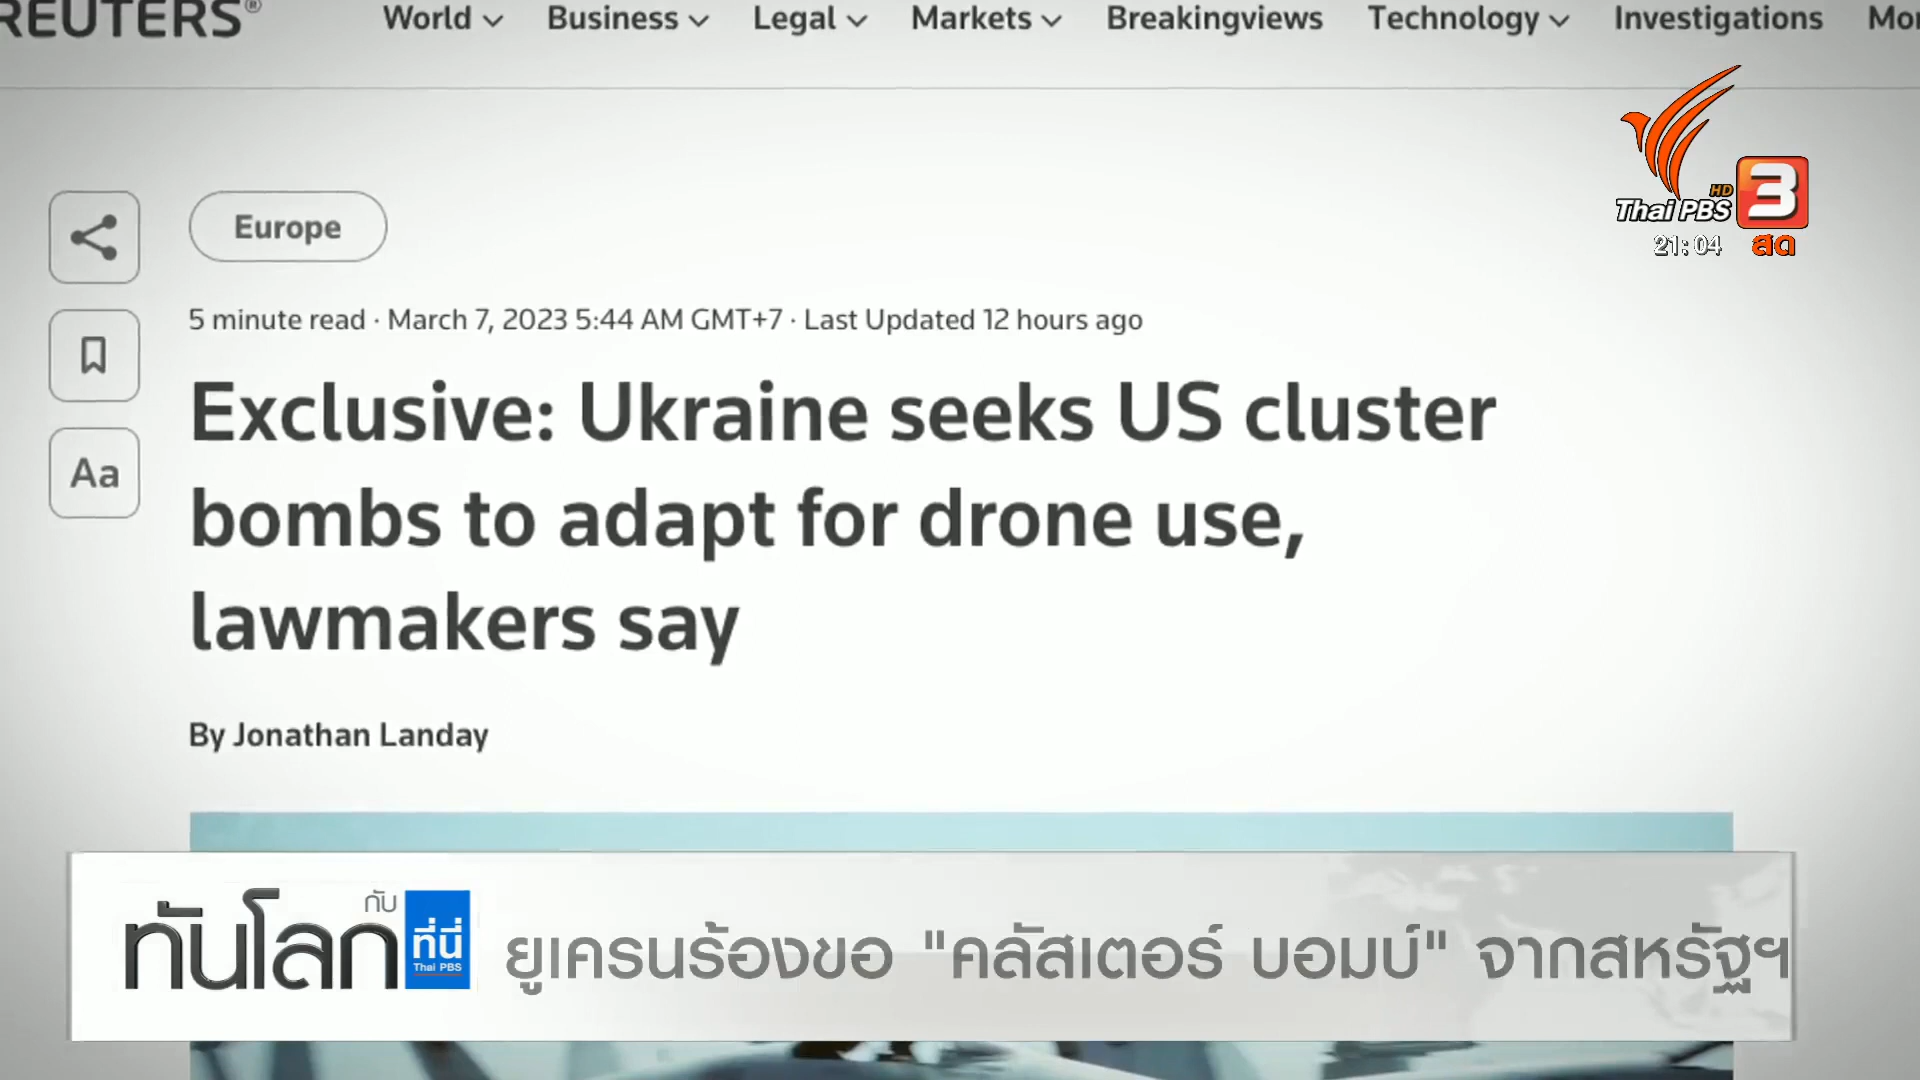 REUTERS®
World Business Legal Markets Breakingviews Technology Investigations
Thai PBS HD 3
21:04 สด
Europe
5 minute read · March 7, 2023 5:44 AM GMT+7 · Last Updated 12 hours ago
Aa
Exclusive: Ukraine seeks US cluster
bombs to adapt for drone use,
lawmakers say
By Jonathan Landay
ทันโลก กับ ที่นี่ Thai PBS
ยูเครนร้องขอ "คลัสเตอร์ บอมบ์" จากสหรัฐฯ